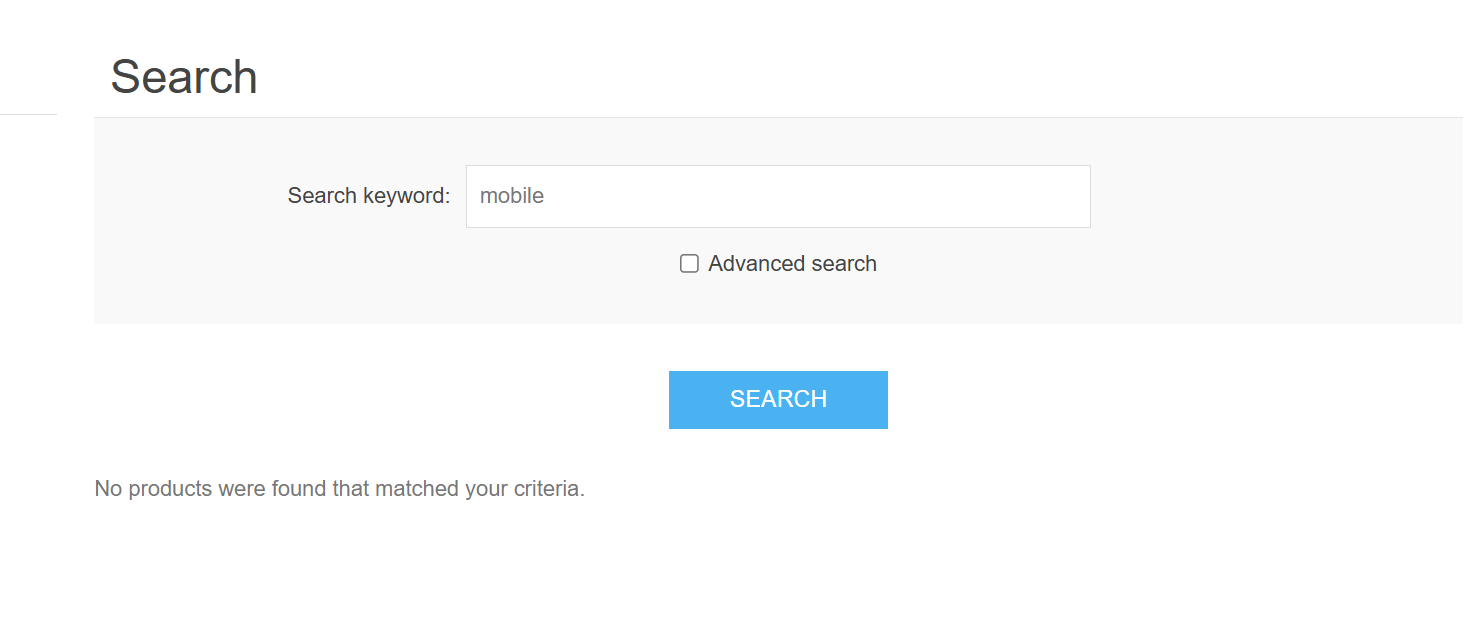 Search
Search keyword: mobile
Advanced search
SEARCH
No products were found that matched your criteria.